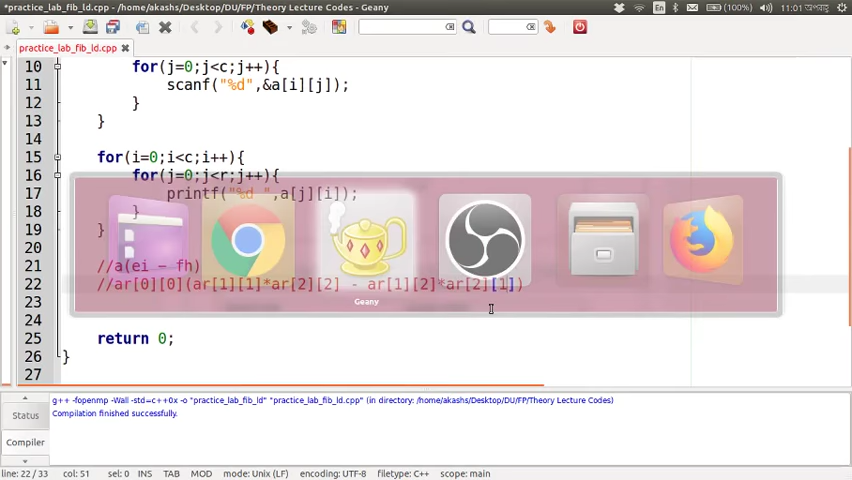 *practice_lab_fib_ld.cpp - /home/akashs/Desktop/DU/FP/Theory Lecture Codes - Geany
En
(100%)
11:01 অপরাহ্ণ
practice_lab_fib_ld.cpp
10 for(j=0;j<c;j++){
11 scanf("%d",&a[i][j]);
12 }
13 }
14
15 for(i=0;i<c;i++){
16 for(j=0;j<r;j++){
17 printf("%d ",a[j][i]);
18 }
19 }
20
21 //a(ei - fh)
22 //ar[0][0](ar[1][1]*ar[2][2] - ar[1][2]*ar[2][1])
23
24
25 return 0;
26 }
27
Geany
Status
Compiler
g++ -fopenmp -Wall -std=c++0x -o "practice_lab_fib_ld" "practice_lab_fib_ld.cpp" (in directory: /home/akashs/Desktop/DU/FP/Theory Lecture Codes)
Compilation finished successfully.
line: 22 / 33 col: 51 sel: 0 INS TAB MOD mode: Unix (LF) encoding: UTF-8 filetype: C++ scope: main